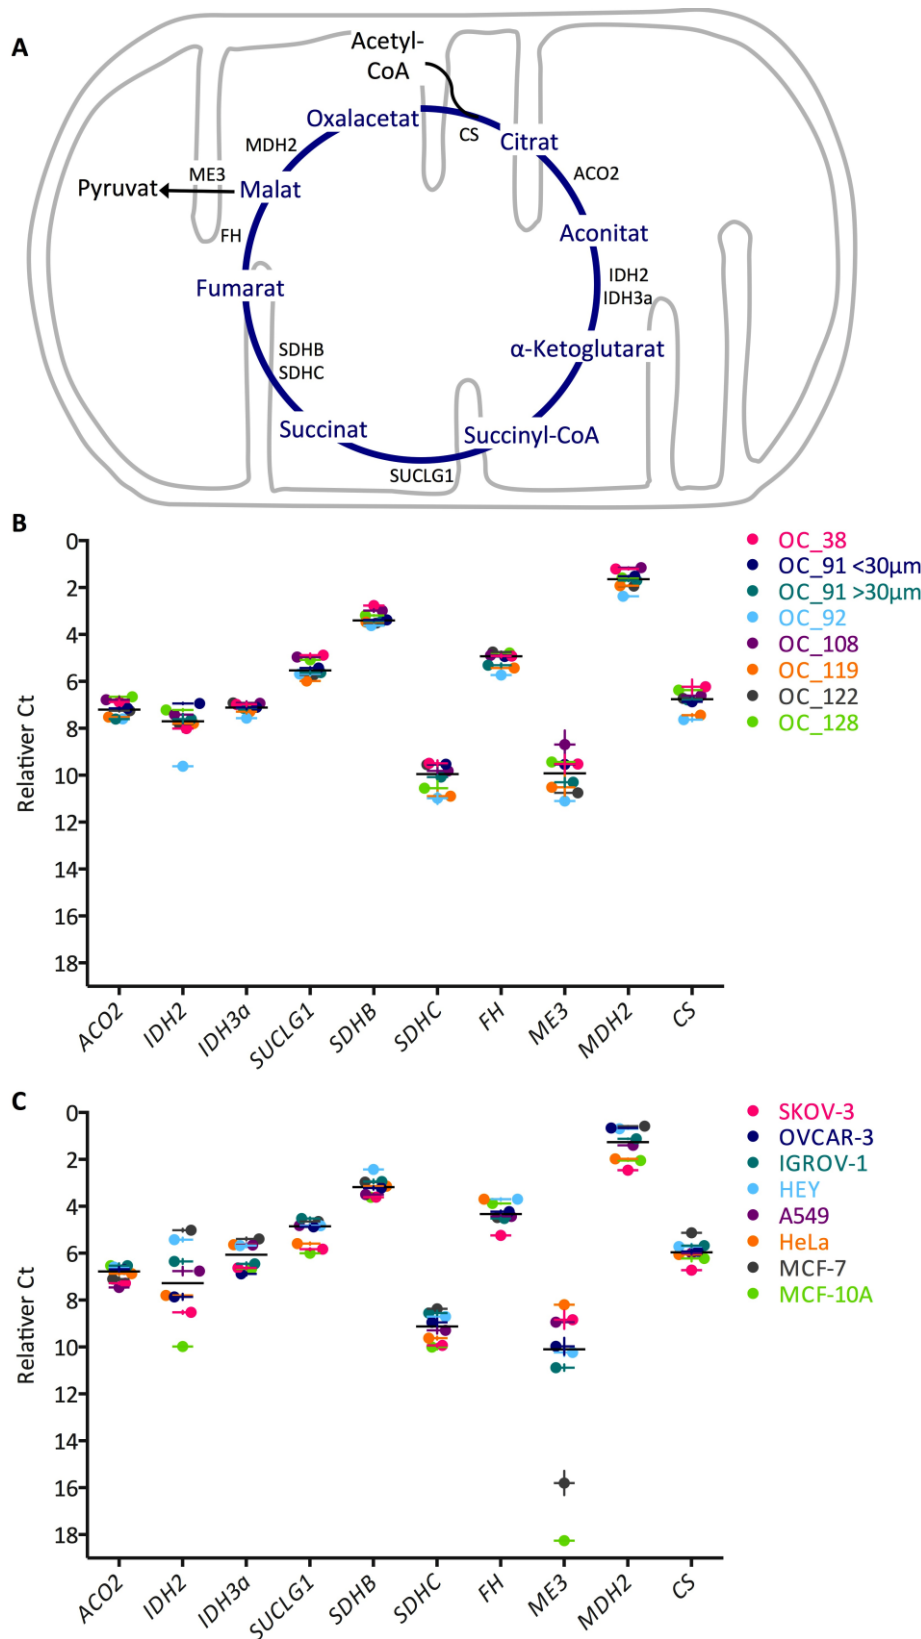 A
Acetyl-
CoA
Oxalacetat
CS
Citrat
MDH2
ACO2
ME3
Pyruvat
Malat
FH
Aconitat
IDH2
IDH3a
Fumarat
α-Ketoglutarat
SDHB
SDHC
Succinat
Succinyl-CoA
SUCLG1
B
Relativer Ct
0
2
4
6
8
10
12
14
16
18
ACO2
IDH2
IDH3a
SUCLG1
SDHB
SDHC
FH
ME3
MDH2
CS
OC_38
OC_91 <30µm
OC_91 >30µm
OC_92
OC_108
OC_119
OC_122
OC_128
C
Relativer Ct
0
2
4
6
8
10
12
14
16
18
ACO2
IDH2
IDH3a
SUCLG1
SDHB
SDHC
FH
ME3
MDH2
CS
SKOV-3
OVCAR-3
IGROV-1
HEY
A549
HeLa
MCF-7
MCF-10A